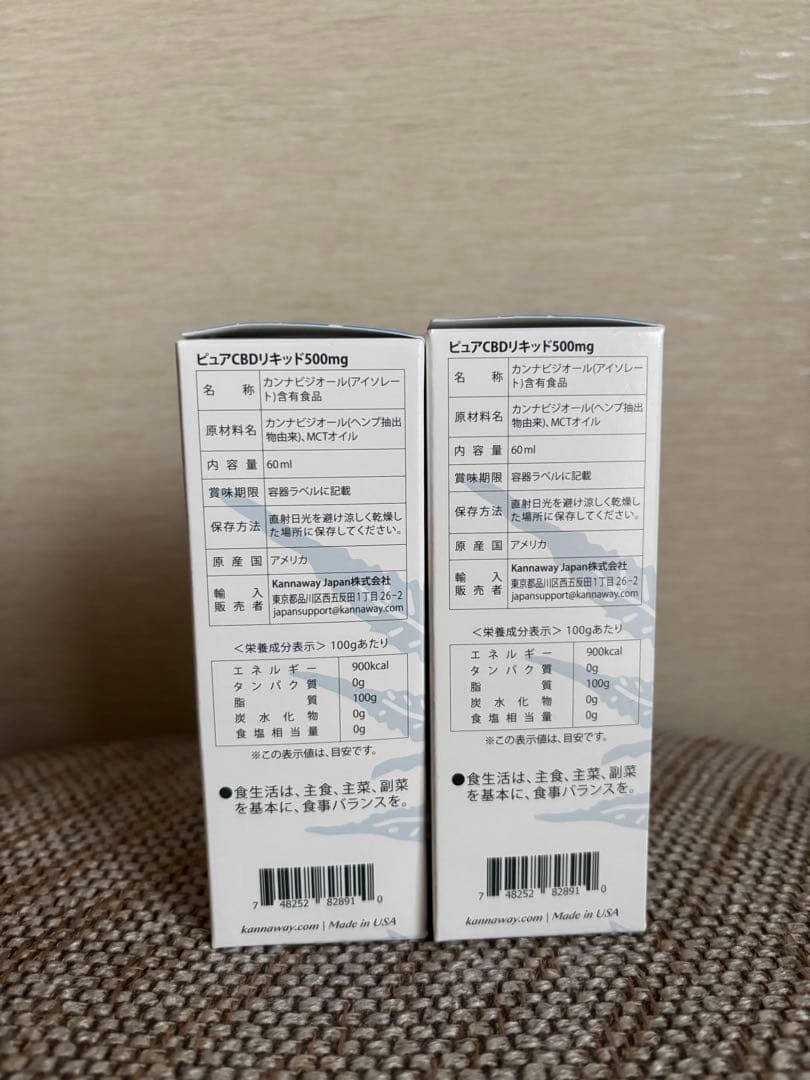 ピュアCBDリキッド500mg
名称 カンナビジオール(アイソレー
ト)含有食品
原材料名 カンナビジオール(ヘンプ抽出
物由来)、MCTオイル
内容量 60ml
賞味期限 容器ラベルに記載
保存方法 直射日光を避け涼しく乾燥し
た場所に保存してください。
原産国 アメリカ
輸入
販売者
Kannaway Japan株式会社
東京都品川区西五反田1丁目26-2
japansupport@kannaway.com
<栄養成分表示> 100gあたり
エネルギー 900kcal
タンパク質 0g
脂質 100g
炭水化物 0g
食塩相当量 0g
※この表示値は、目安です。
●食生活は、主食、主菜、副菜
を基本に、食事バランスを。
7 48252 82891 0
kannaway.com | Made in USA
ピュアCBDリキッド500mg
名称 カンナビジオール(アイソレー
ト)含有食品
原材料名 カンナビジオール(ヘンプ抽出
物由来)、MCTオイル
内容量 60ml
賞味期限 容器ラベルに記載
保存方法 直射日光を避け涼しく乾燥し
た場所に保存してください。
原産国 アメリカ
輸入
販売者
Kannaway Japan株式会社
東京都品川区西五反田1丁目26-2
japansupport@kannaway.com
<栄養成分表示> 100gあたり
エネルギー 900kcal
タンパク質 0g
脂質 100g
炭水化物 0g
食塩相当量 0g
※この表示値は、目安です。
●食生活は、主食、主菜、副菜
を基本に、食事バランスを。
7 48252 82891 0
kannaway.com | Made in USA